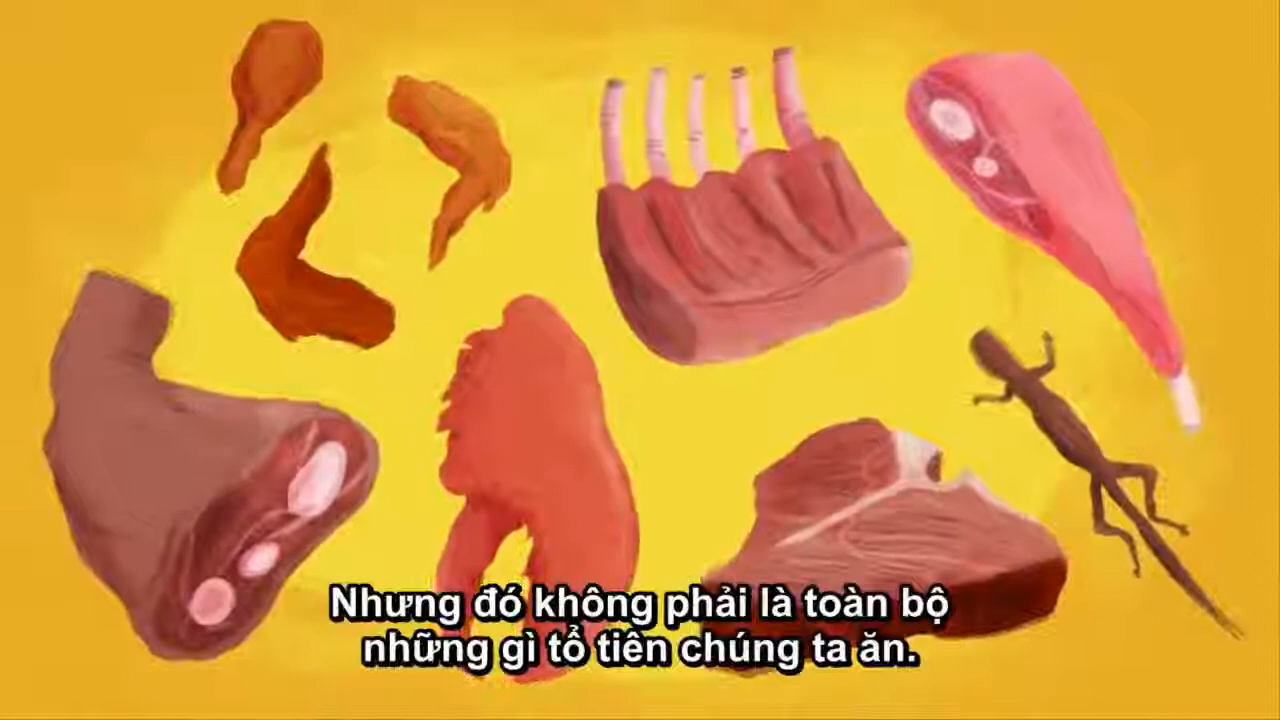 Nhưng đó không phải là toàn bộ
những gì tổ tiên chúng ta ăn.